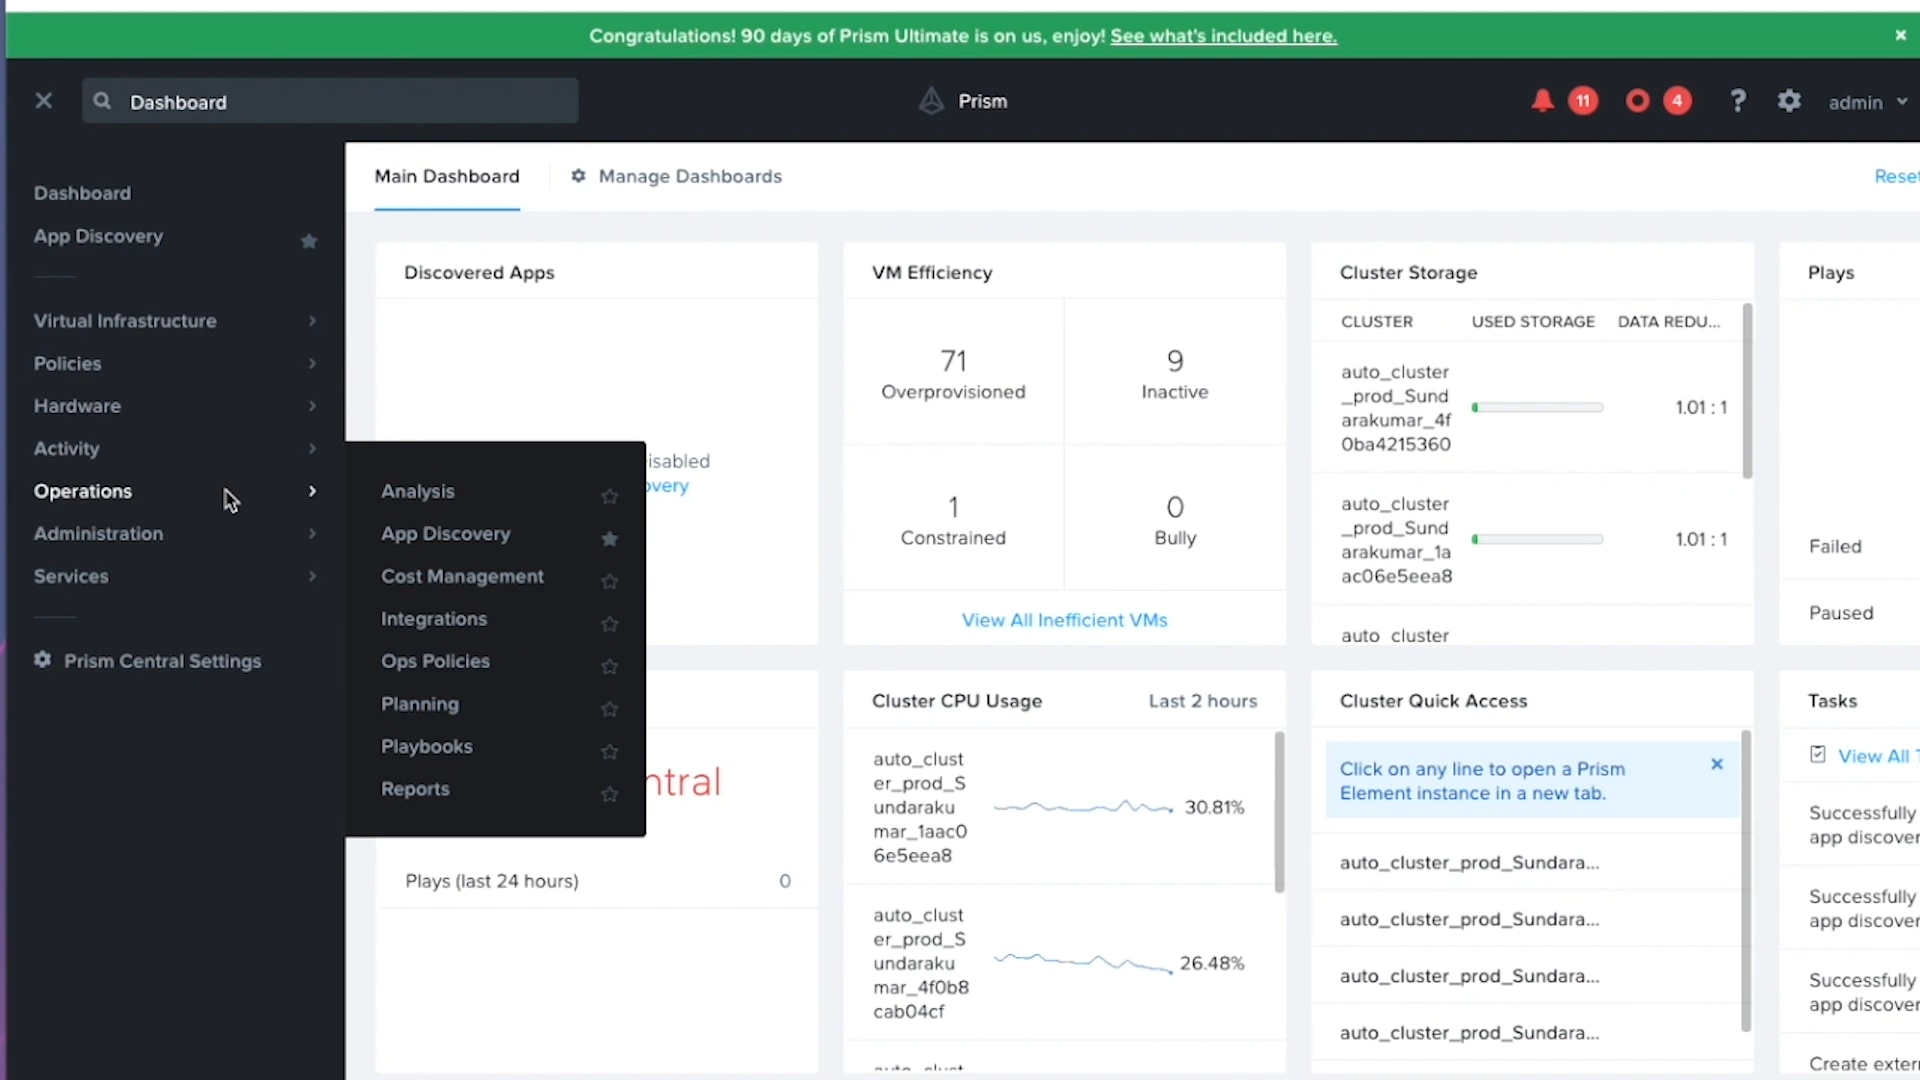 Congratulations! 90 days of Prism Ultimate is on us, enjoy! See what's included here.
Dashboard
Prism
11
4
?
admin
Dashboard
App Discovery
Virtual Infrastructure
Policies
Hardware
Activity
Operations
Administration
Services
Prism Central Settings
Analysis
App Discovery
Cost Management
Integrations
Ops Policies
Planning
Playbooks
Reports
Main Dashboard
Manage Dashboards
Reset
Discovered Apps
isabled
overy
VM Efficiency
71
Overprovisioned
9
Inactive
1
Constrained
0
Bully
View All Inefficient VMs
Cluster Storage
CLUSTER USED STORAGE DATA REDU...
auto_cluster
_prod_Sund
arakumar_4f
0ba4215360
1.01 : 1
auto_cluster
_prod_Sund
arakumar_1a
ac06e5eea8
1.01 : 1
auto_cluster
Plays
Failed
Paused
ntral
Plays (last 24 hours) 0
Cluster CPU Usage
Last 2 hours
auto_clust
er_prod_S
undaraku
mar_1aac0
6e5eea8
30.81%
auto_clust
er_prod_S
undaraku
mar_4f0b8
cab04cf
26.48%
Cluster Quick Access
Click on any line to open a Prism
Element instance in a new tab.
auto_cluster_prod_Sundara...
auto_cluster_prod_Sundara...
auto_cluster_prod_Sundara...
auto_cluster_prod_Sundara...
Tasks
View All T
Successfully
app discover
Successfully
app discover
Successfully
app discover
Create exter